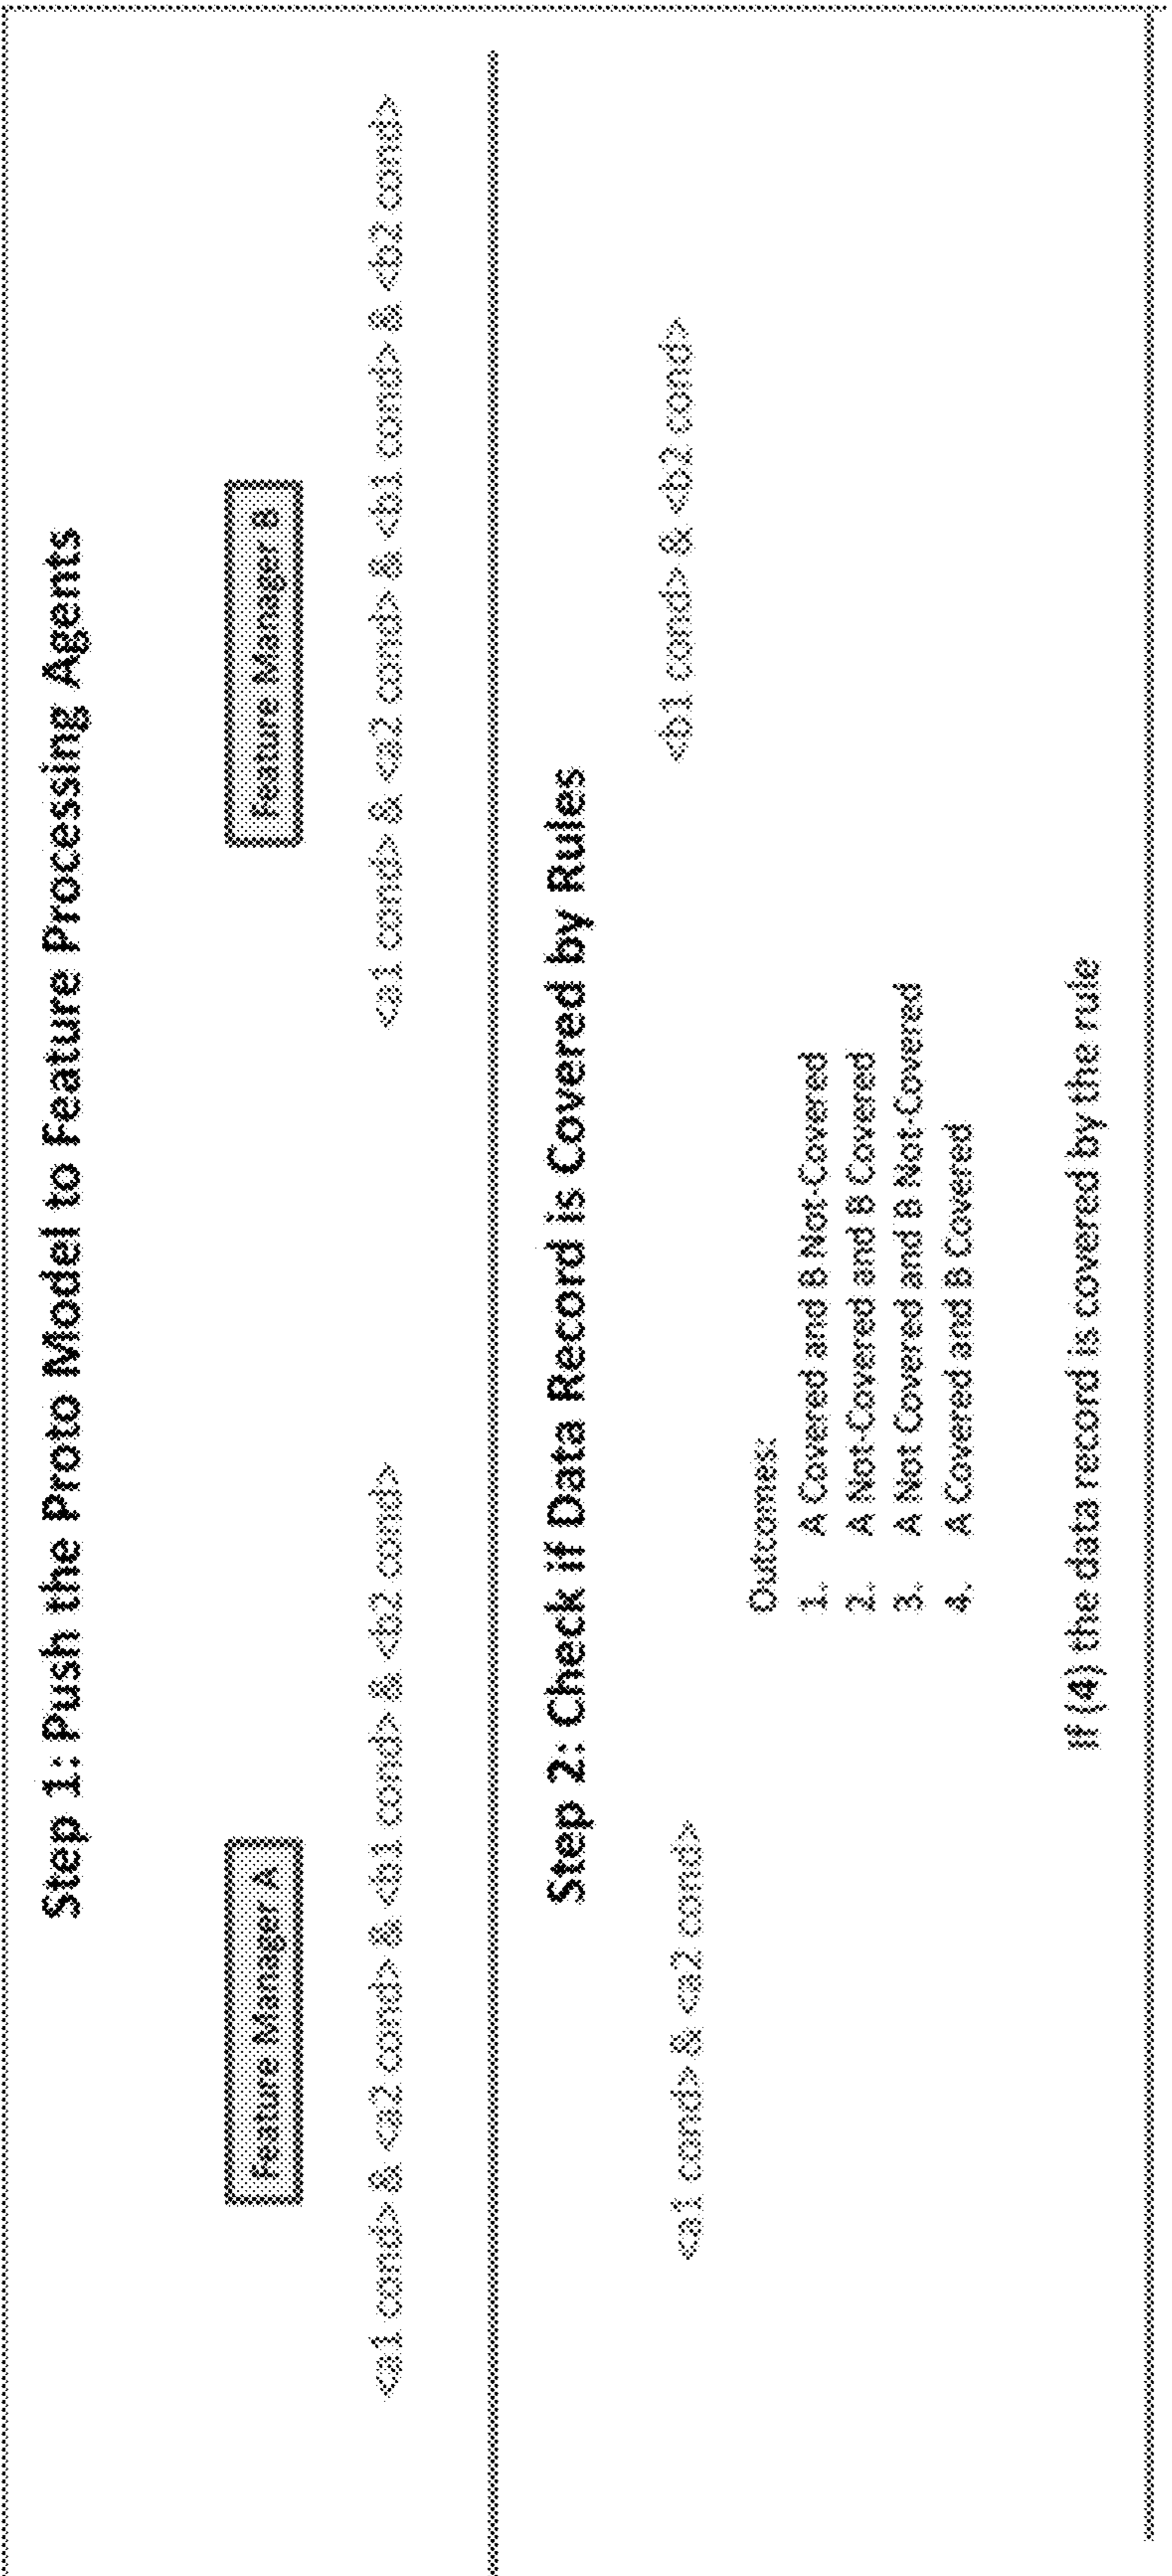 Step 1: Push the Proto Model to Feature Processing Agents
Feature Manager A
Feature Manager B
<a1 cond> & <a2 cond> & <b1 cond> & <b2 cond>
<a1 cond> & <a2 cond> & <b1 cond> & <b2 cond>
Step 2: Check if Data Record is Covered by Rules
<a1 cond> & <a2 cond>
<b1 cond> & <b2 cond>
Outcomes:
1. A Covered and B Not-Covered
2. A Not-Covered and B Covered
3. A Not Covered and B Not-Covered
4. A Covered and B Covered
If (4) the data record is covered by the rule